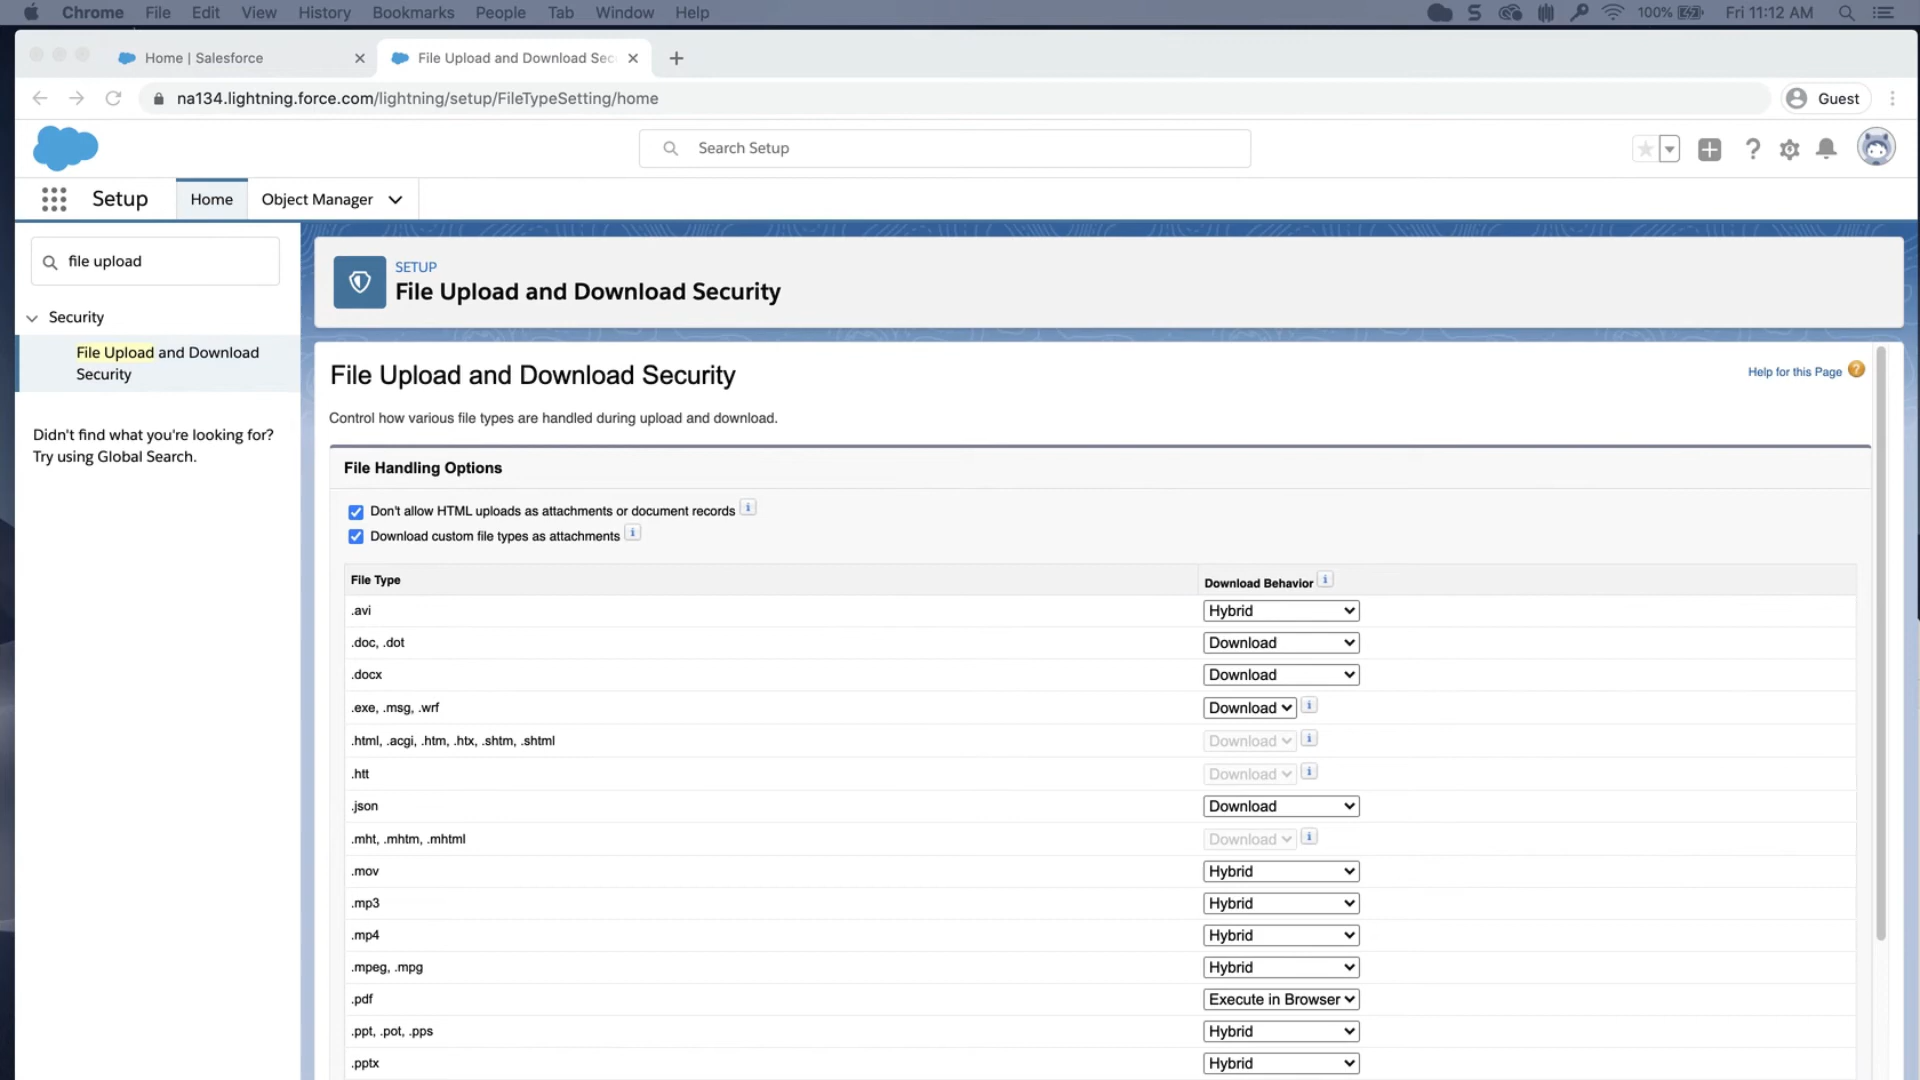 Chrome File Edit View History Bookmarks People Tab Window Help 100% Fri 11:12 AM
Home | Salesforce File Upload and Download Sec
na134.lightning.force.com/lightning/setup/FileTypeSetting/home Guest
Search Setup
Setup Home Object Manager
file upload
Security
File Upload and Download
Security
Didn't find what you're looking for?
Try using Global Search.
SETUP
File Upload and Download Security
File Upload and Download Security
Help for this Page
Control how various file types are handled during upload and download.
File Handling Options
Don't allow HTML uploads as attachments or document records
Download custom file types as attachments
File Type Download Behavior
.avi Hybrid
.doc, .dot Download
.docx Download
.exe, .msg, .wrf Download
.html, .acgi, .htm, .htx, .shtm, .shtml Download
.htt Download
.json Download
.mht, .mhtm, .mhtml Download
.mov Hybrid
.mp3 Hybrid
.mp4 Hybrid
.mpeg, .mpg Hybrid
.pdf Execute in Browser
.ppt, .pot, .pps Hybrid
.pptx Hybrid